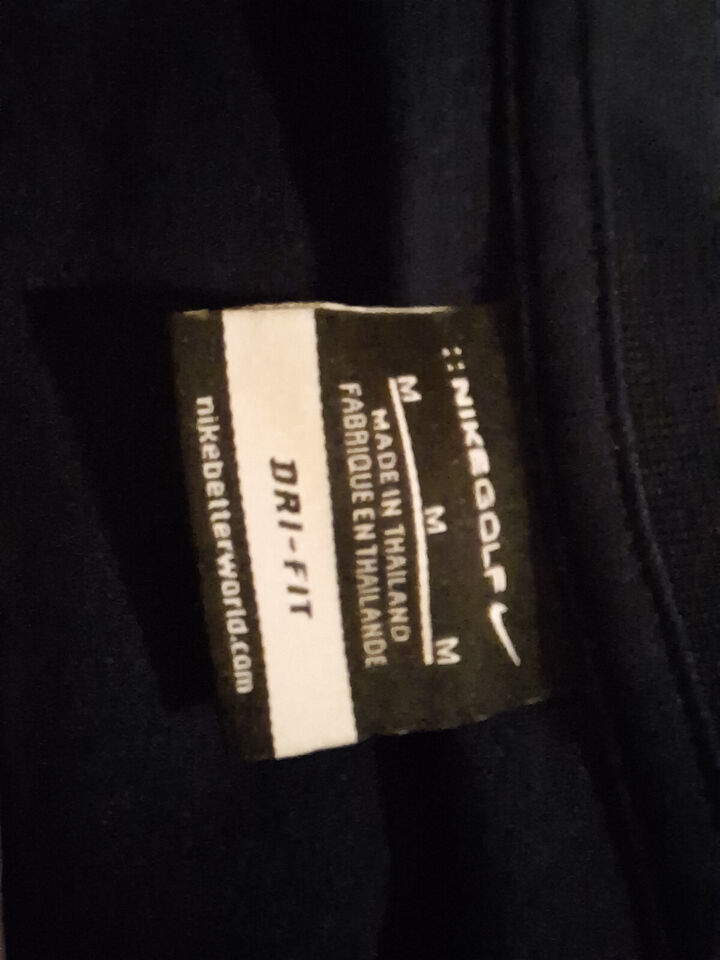 NIKEGOLF
M M M
MADE IN THAILAND
FABRIQUE EN THAILANDE
DRI-FIT
nikebetterworld.com